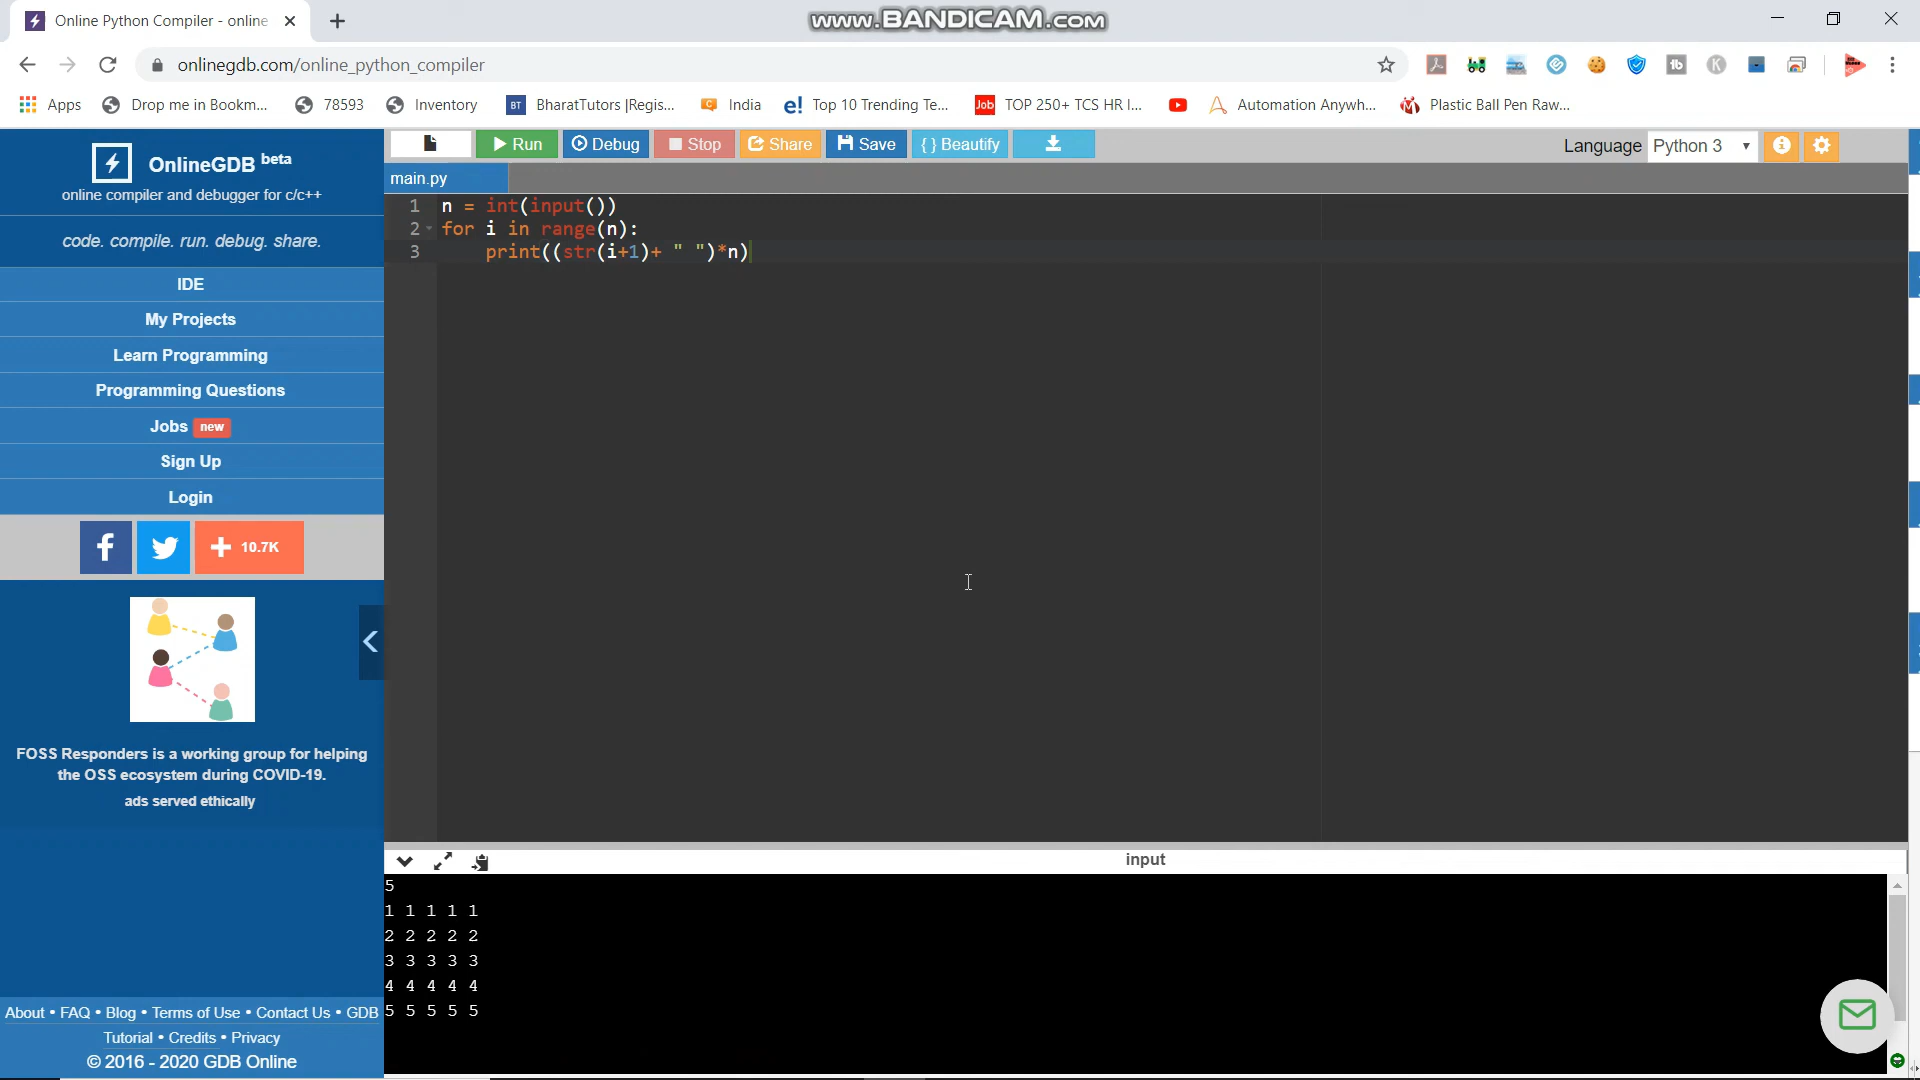 Online Python Compiler - online
www.BANDICAM.com
onlinegdb.com/online_python_compiler
Apps Drop me in Bookm... 78593 Inventory BT BharatTutors |Regis... India e! Top 10 Trending Te... Job TOP 250+ TCS HR I... Automation Anywh... Plastic Ball Pen Raw...
OnlineGDB beta
online compiler and debugger for c/c++
code. compile. run. debug. share.
IDE
My Projects
Learn Programming
Programming Questions
Jobs new
Sign Up
Login
f 10.7K
FOSS Responders is a working group for helping
the OSS ecosystem during COVID-19.
ads served ethically
About • FAQ • Blog • Terms of Use • Contact Us • GDB
Tutorial • Credits • Privacy
© 2016 - 2020 GDB Online
Run Debug Stop Share Save { } Beautify Language Python 3
main.py
1 n = int(input())
2 for i in range(n):
3 print((str(i+1)+ " ")*n)
input
5
1 1 1 1 1
2 2 2 2 2
3 3 3 3 3
4 4 4 4 4
5 5 5 5 5